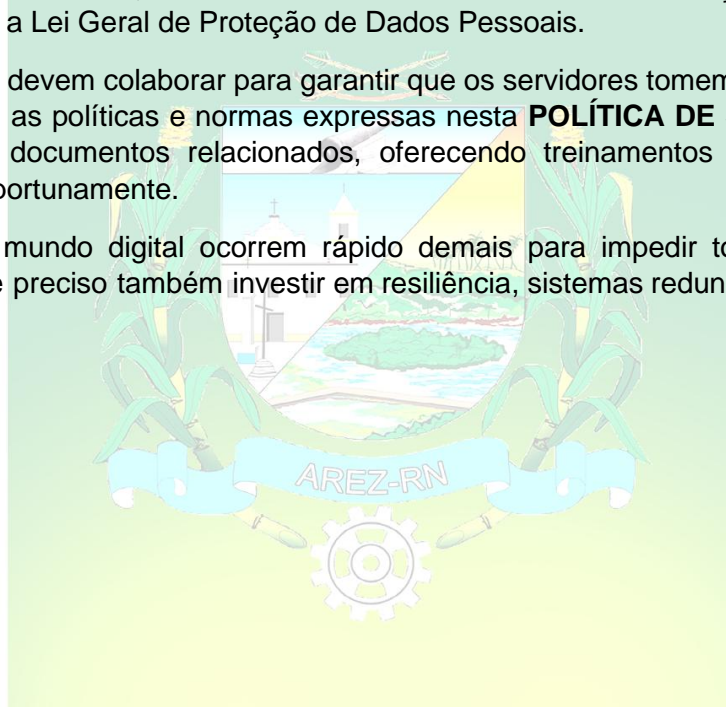 a Lei Geral de Proteção de Dados Pessoais.
devem colaborar para garantir que os servidores tomem
as políticas e normas expressas nesta POLÍTICA DE
documentos relacionados, oferecendo treinamentos
portunamente.
mundo digital ocorrem rápido demais para impedir to
preciso também investir em resiliência, sistemas redun
AREZ-RN